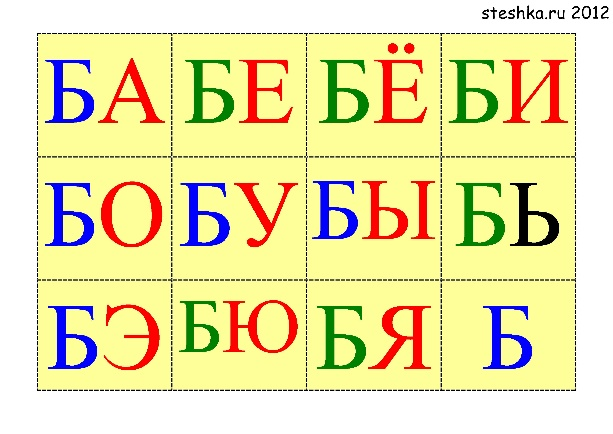 steshka.ru 2012
БА БЕ БЁ БИ
БО БУ БЫ БЬ
БЭ БЮ БЯ Б